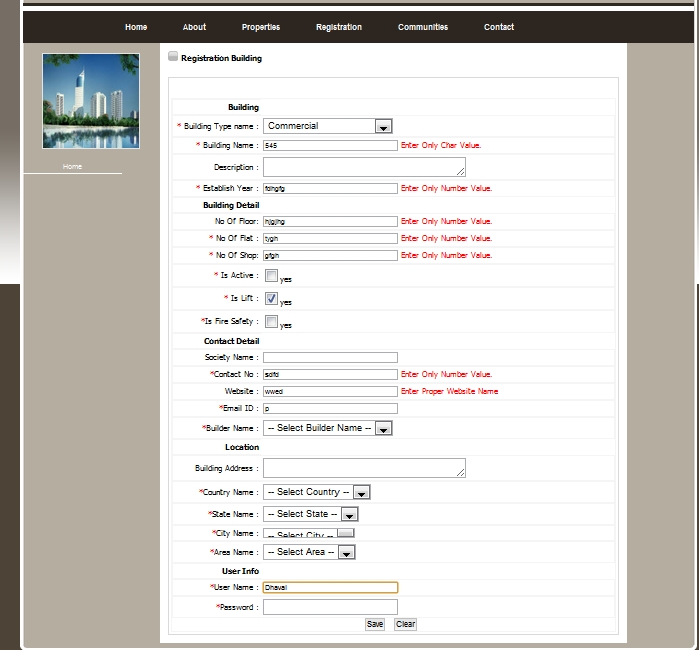 Home About Properties Registration Communities Contact
Home
Registration Building
Building
* Building Type name : Commercial
* Building Name : 545 Enter Only Char Value.
Description :
* Establish Year : fdhgfg Enter Only Number Value.
Building Detail
No Of Floor: hjgjhg Enter Only Number Value.
* No Of Flat : tygh Enter Only Number Value.
* No Of Shop: gfgh Enter Only Number Value.
* Is Active : yes
* Is Lift : yes
*Is Fire Safety : yes
Contact Detail
Society Name :
*Contact No : sdfd Enter Only Number Value.
Website : wwed Enter Proper Website Name
*Email ID : p
*Builder Name : -- Select Builder Name --
Location
Building Address :
*Country Name : -- Select Country --
*State Name : -- Select State --
*City Name : -- Select City --
*Area Name : -- Select Area --
User Info
*User Name : Dhaval
*Password :
Save Clear